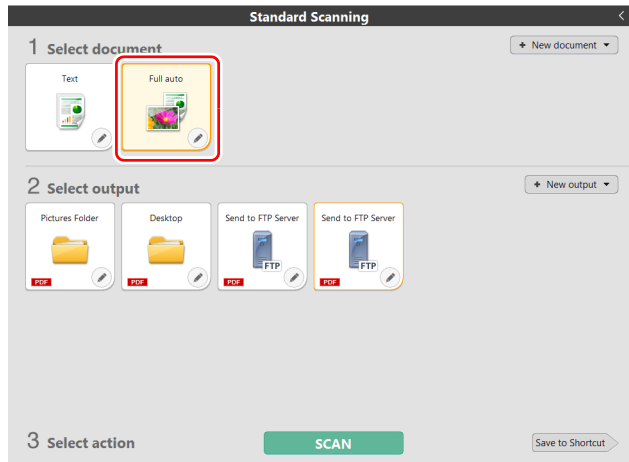 Standard Scanning
1 Select document
+ New document
Text
Full auto
2 Select output
+ New output
Pictures Folder
Desktop
Send to FTP Server
Send to FTP Server
FTP
FTP
PDF
PDF
PDF
PDF
3 Select action
SCAN
Save to Shortcut